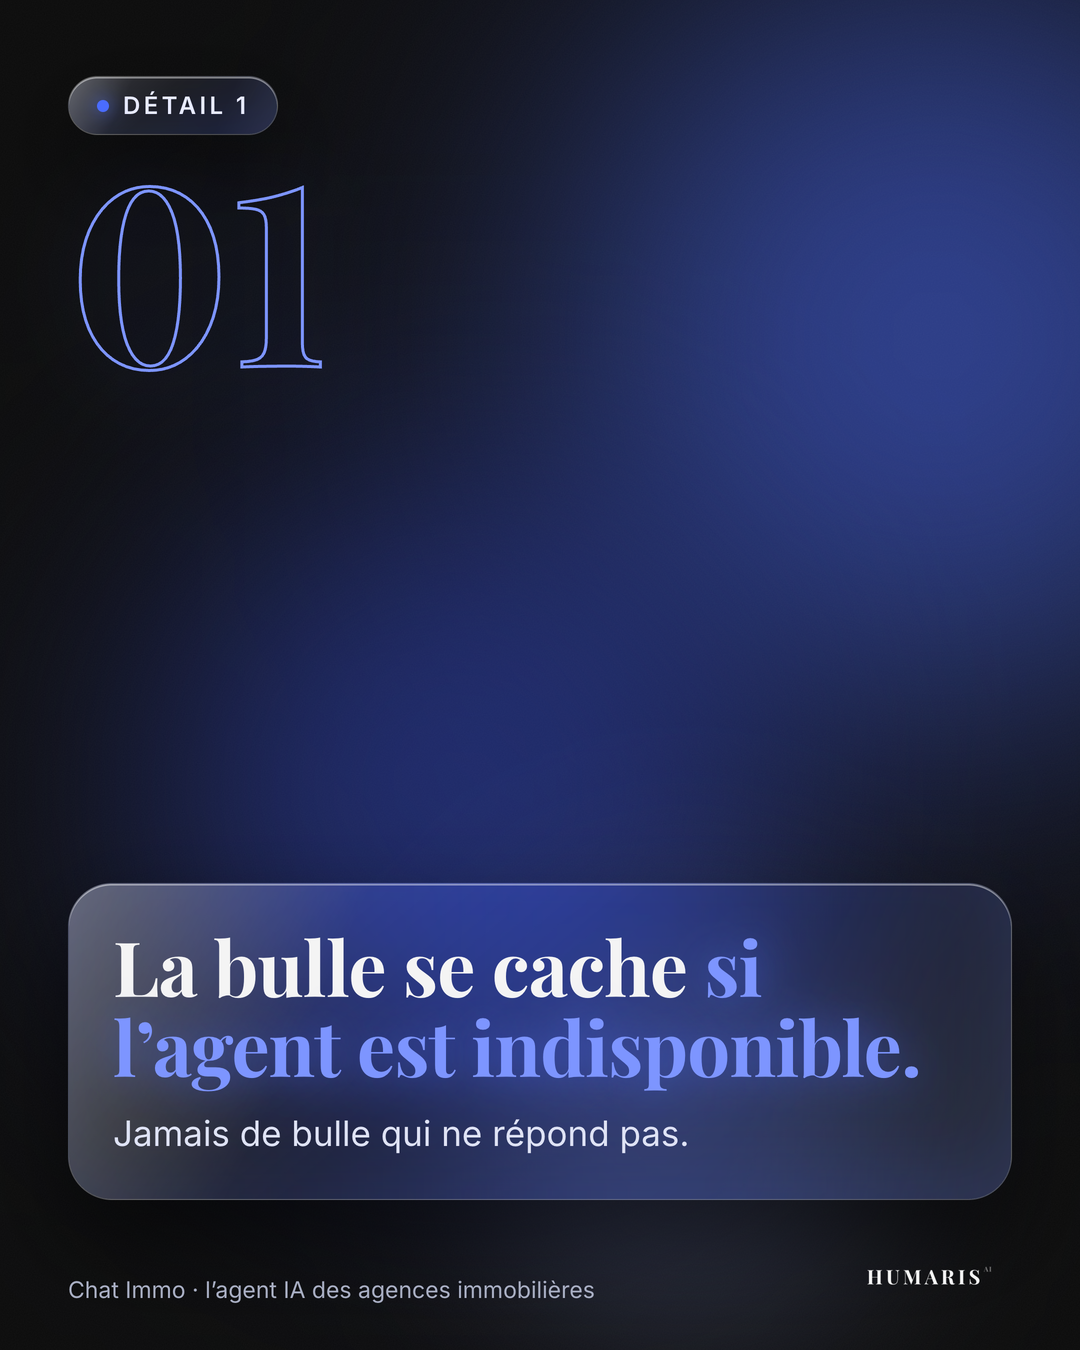 DÉTAIL 1
01
La bulle se cache si
l’agent est indisponible.
Jamais de bulle qui ne répond pas.
Chat Immo · l’agent IA des agences immobilières
HUMARIS AI